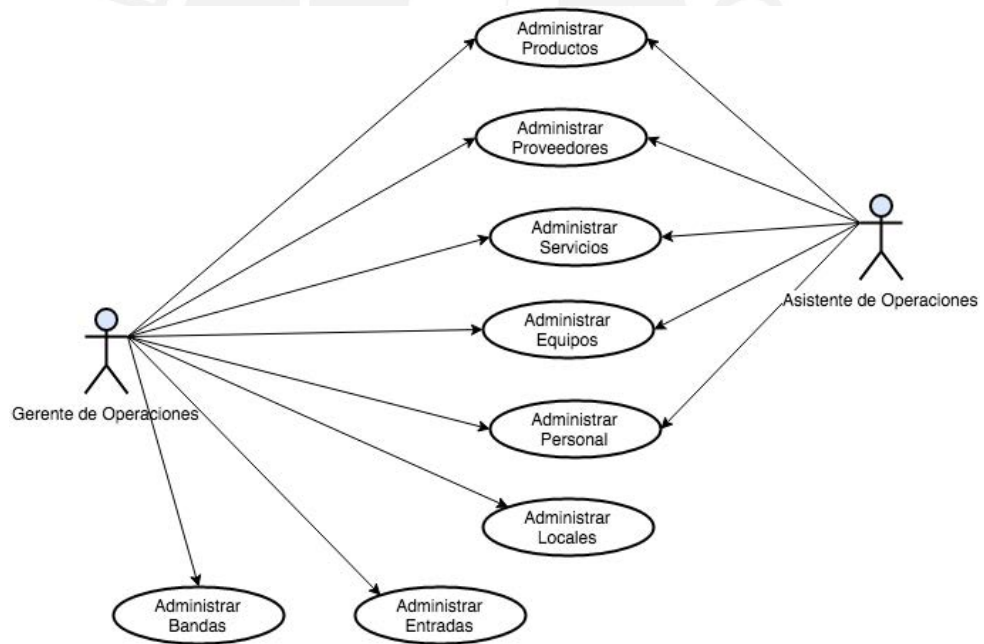 Administrar
Productos
Administrar
Proveedores
Administrar
Servicios
Asistente de Operaciones
Administrar
Equipos
Gerente de Operaciones
Administrar
Personal
Administrar
Locales
Administrar
Bandas
Administrar
Entradas